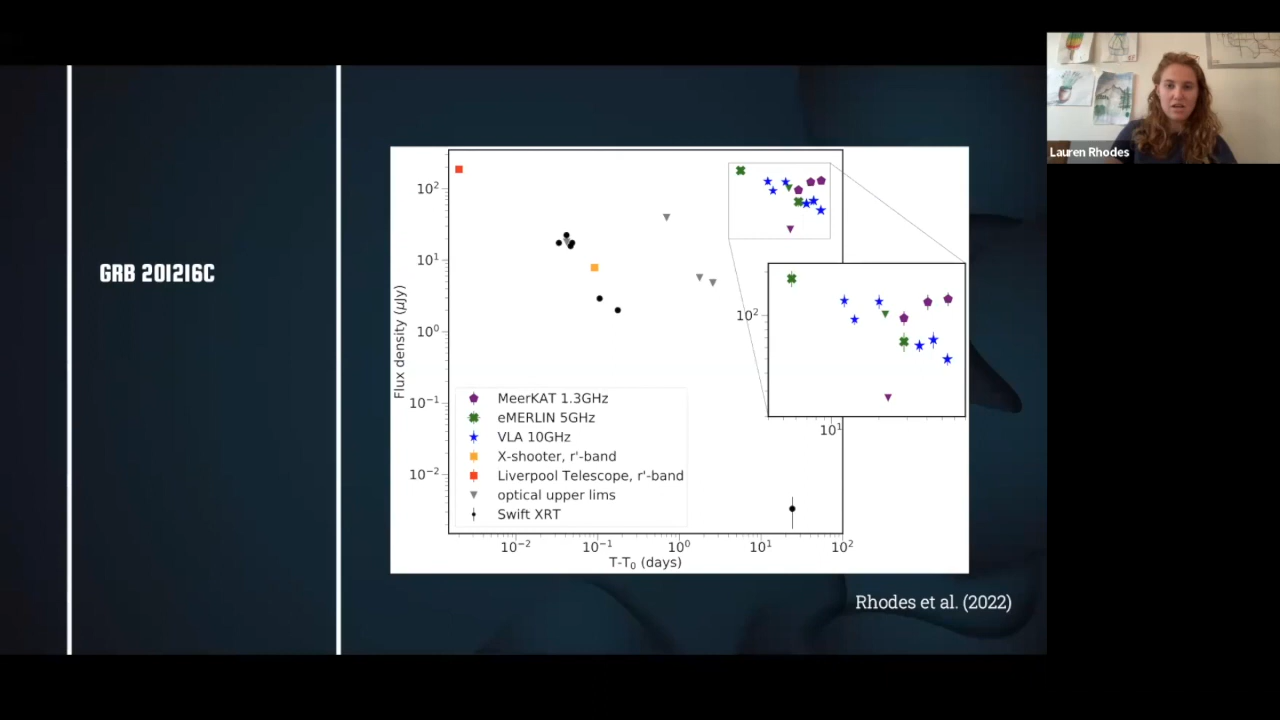 Lauren Rhodes
GRB 201216C
Flux density (μJy)
10²
10¹
10⁰
10⁻¹
10⁻²
10²
10¹
MeerKAT 1.3GHz
eMERLIN 5GHz
VLA 10GHz
X-shooter, r'-band
Liverpool Telescope, r'-band
optical upper lims
Swift XRT
10⁻²
10⁻¹
10⁰
10¹
10²
T-T₀ (days)
Rhodes et al. (2022)